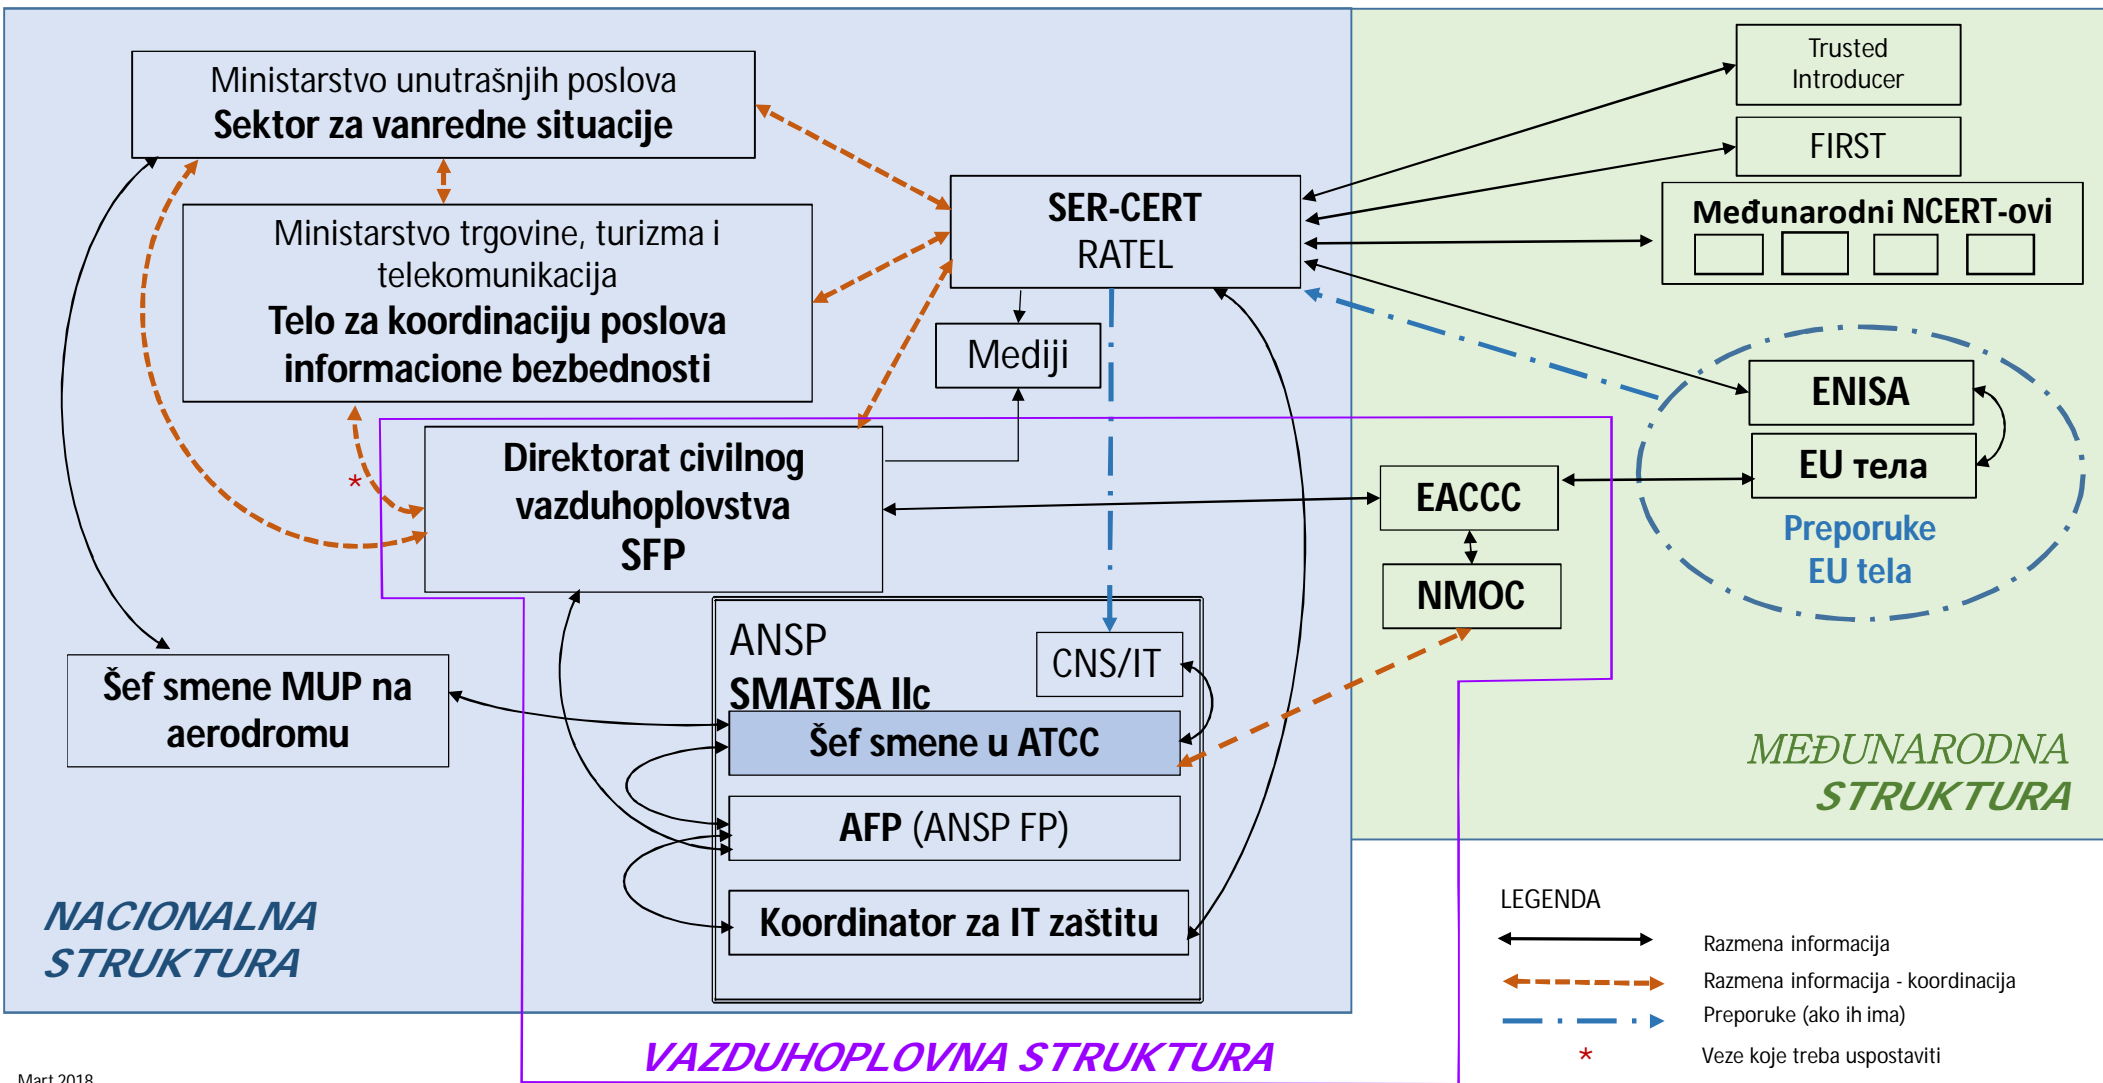 Ministarstvo unutrašnjih poslova
Sektor za vanredne situacije
Ministarstvo trgovine, turizma i
telekomunikacija
Telo za koordinaciju poslova
informacione bezbednosti
SER-CERT
RATEL
Mediji
Trusted
Introducer
FIRST
Međunarodni NCERT-ovi
ENISA
EU тела
Preporuke
EU tela
Direktorat civilnog
vazduhoplovstva
SFP
*
EACCC
NMOC
ANSP
SMATSA llc
CNS/IT
Šef smene u ATCC
AFP (ANSP FP)
Koordinator za IT zaštitu
Šef smene MUP na
aerodromu
MEĐUNARODNA
STRUKTURA
NACIONALNA
STRUKTURA
VAZDUHOPLOVNA STRUKTURA
LEGENDA
Razmena informacija
Razmena informacija - koordinacija
Preporuke (ako ih ima)
* Veze koje treba uspostaviti
Mart 2018